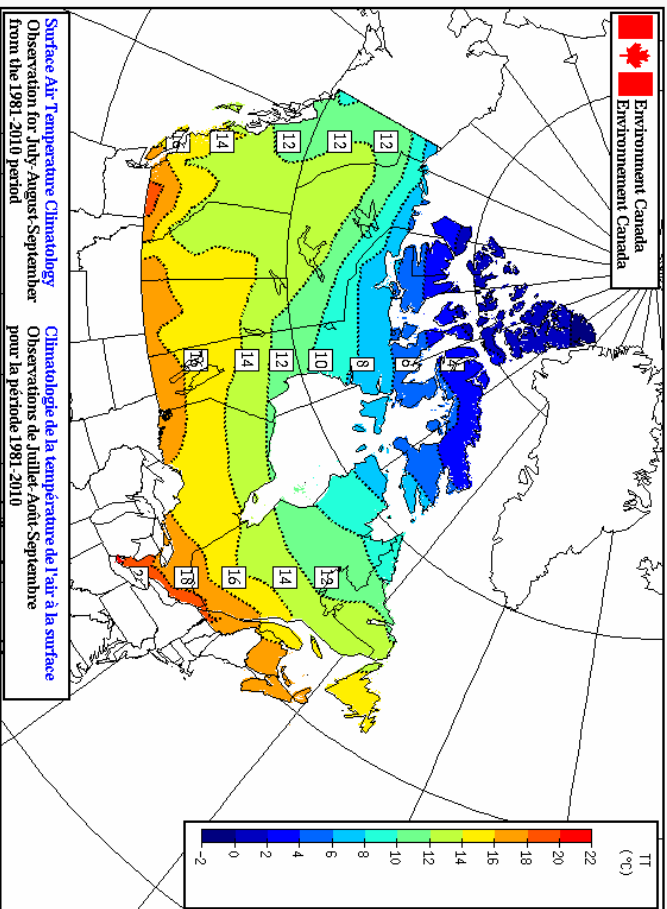 Environment Canada
Environnement Canada
12
12
12
14
10
8
6
12
14
14
16
18
TT
(°C)
22
20
18
16
14
12
10
8
6
4
2
0
-2
Surface Air Temperature Climatology
Observation for July-August-September
from the 1981-2010 period
Climatologie de la température de l'air à la surface
Observations de Juillet-Août-Septembre
pour la période 1981-2010